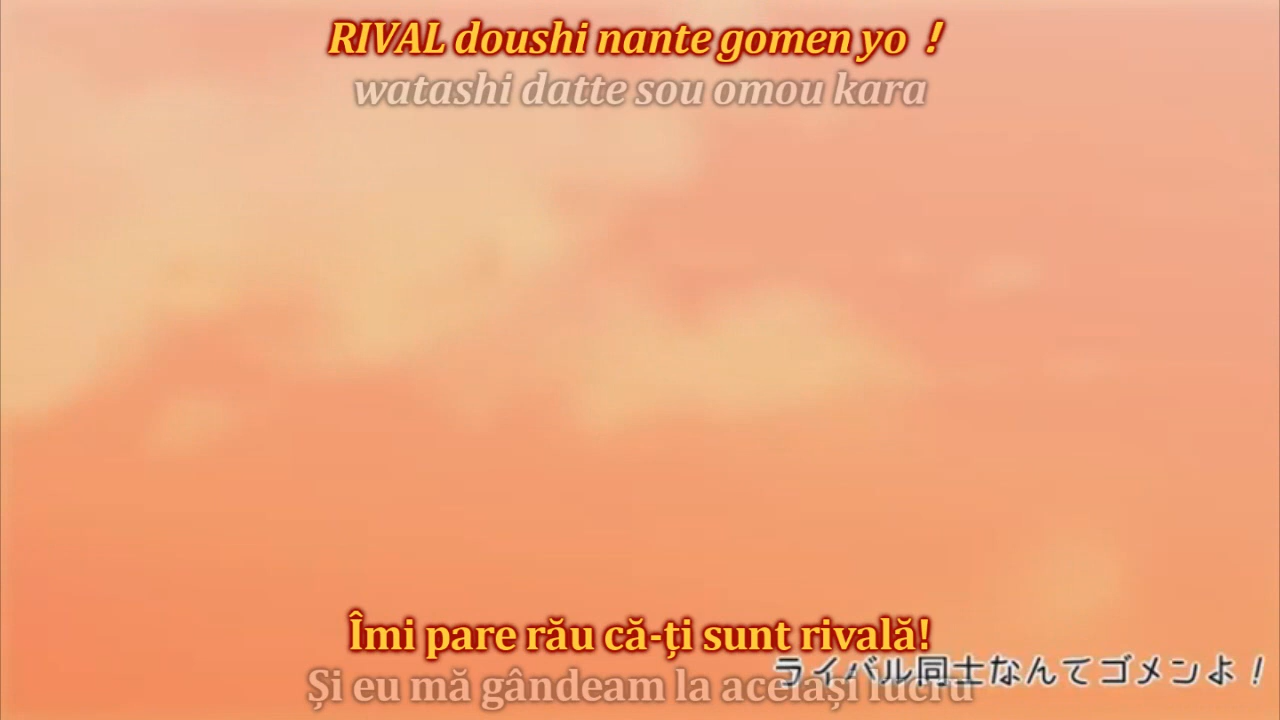 RIVAL doushi nante gomen yo！
watashi datte sou omou kara
Îmi pare rău că-ți sunt rivală!
ライバル同士なんてゴメンよ！
Și eu mă gândeam la același lucru